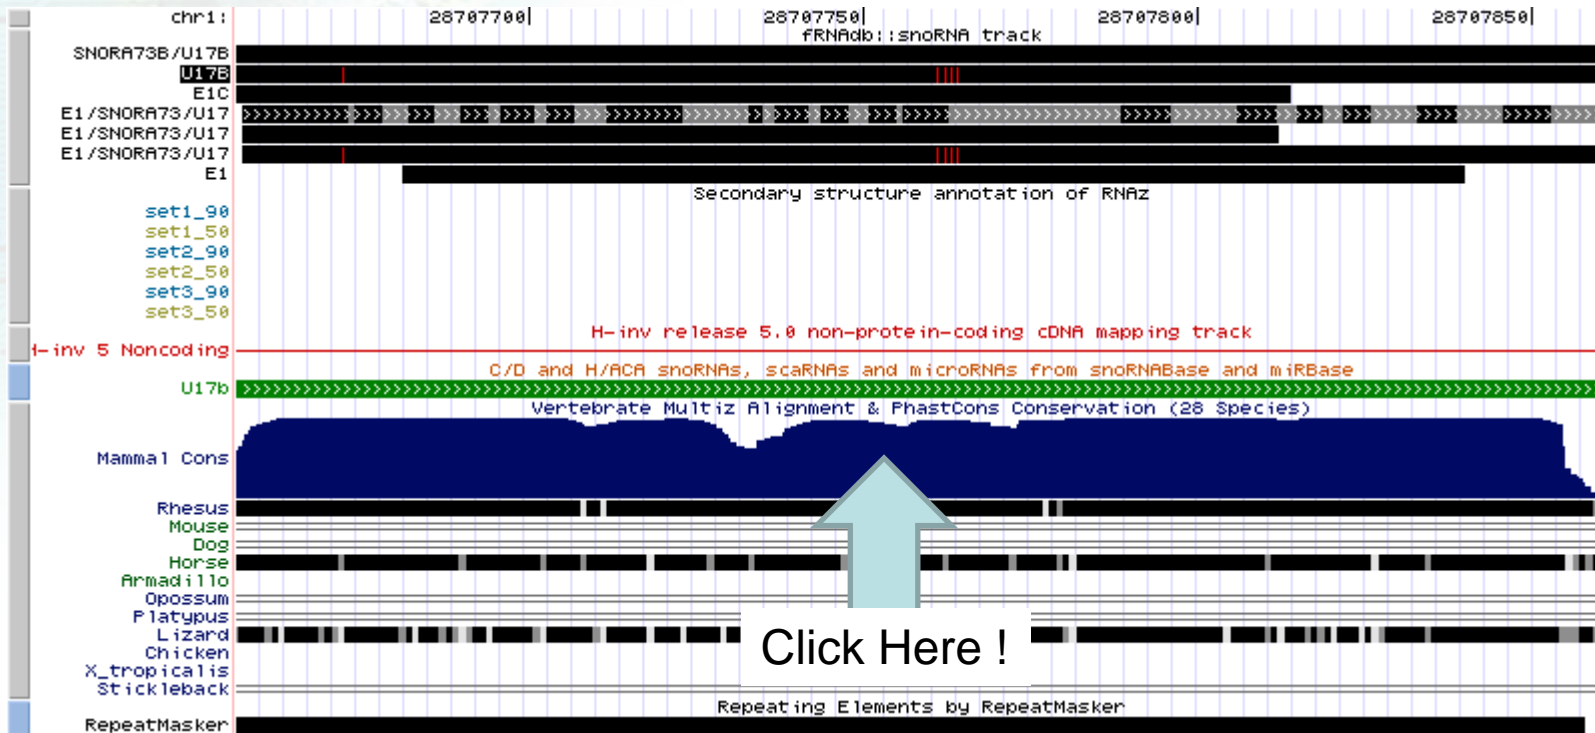 chr1: 28707700| 28707750| 28707800| 28707850|
fRNAdb::snoRNA track
SNORA73B/U17B
U17B
E1C
E1/SNORA73/U17
E1/SNORA73/U17
E1/SNORA73/U17
E1
Secondary structure annotation of RNAz
set1_90
set1_50
set2_90
set2_50
set3_90
set3_50
H-inv release 5.0 non-protein-coding cDNA mapping track
H-inv 5 Noncoding
C/D and H/ACA snoRNAs, scaRNAs and microRNAs from snoRNABase and miRBase
U17b
Vertebrate Multiz Alignment & PhastCons Conservation (28 Species)
Mammal Cons
Rhesus
Mouse
Dog
Horse
Armadillo
Opossum
Platypus
Lizard
Click Here !
Chicken
X_tropicalis
Stickleback
Repeating Elements by RepeatMasker
RepeatMasker